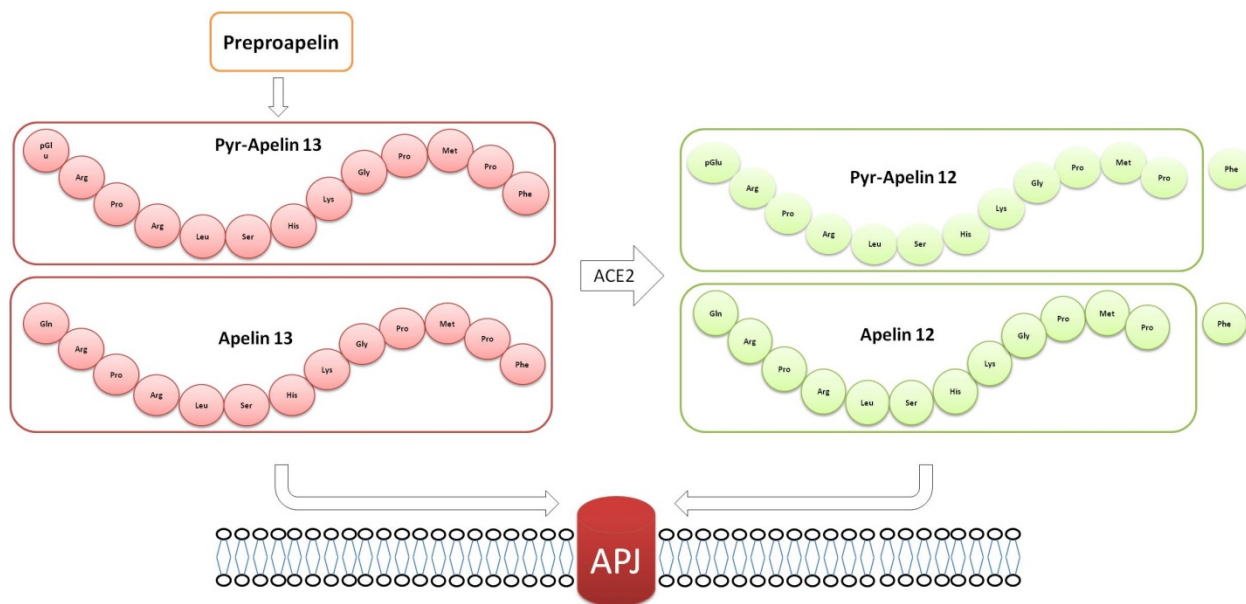 Preproapelin
Pyr-Apelin 13
pGl
u
Arg
Pro
Arg
Leu
Ser
His
Lys
Gly
Pro
Met
Pro
Phe
Pyr-Apelin 12
pGlu
Arg
Pro
Arg
Leu
Ser
His
Lys
Gly
Pro
Met
Pro
Phe
ACE2
Apelin 13
Gln
Arg
Pro
Arg
Leu
Ser
His
Lys
Gly
Pro
Met
Pro
Phe
Apelin 12
Gln
Arg
Pro
Arg
Leu
Ser
His
Lys
Gly
Pro
Met
Pro
Phe
APJ